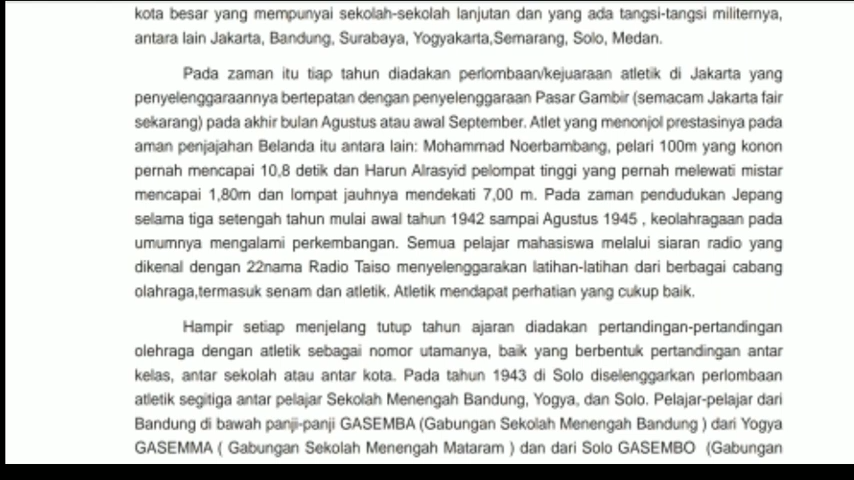 kota besar yang mempunyai sekolah-sekolah lanjutan dan yang ada tangsi-tangsi militernya,
antara lain Jakarta, Bandung, Surabaya, Yogyakarta,Semarang, Solo, Medan.
Pada zaman itu tiap tahun diadakan perlombaan/kejuaraan atletik di Jakarta yang
penyelenggaraannya bertepatan dengan penyelenggaraan Pasar Gambir (semacam Jakarta fair
sekarang) pada akhir bulan Agustus atau awal September. Atlet yang menonjol prestasinya pada
aman penjajahan Belanda itu antara lain: Mohammad Noerbambang, pelari 100m yang konon
pernah mencapai 10,8 detik dan Harun Alrasyid pelompat tinggi yang pernah melewati mistar
mencapai 1,80m dan lompat jauhnya mendekati 7,00 m. Pada zaman pendudukan Jepang
selama tiga setengah tahun mulai awal tahun 1942 sampai Agustus 1945 , keolahragaan pada
umumnya mengalami perkembangan. Semua pelajar mahasiswa melalui siaran radio yang
dikenal dengan 22nama Radio Taiso menyelenggarakan latihan-latihan dari berbagai cabang
olahraga,termasuk senam dan atletik. Atletik mendapat perhatian yang cukup baik.
Hampir setiap menjelang tutup tahun ajaran diadakan pertandingan-pertandingan
olehraga dengan atletik sebagai nomor utamanya, baik yang berbentuk pertandingan antar
kelas, antar sekolah atau antar kota. Pada tahun 1943 di Solo diselenggarkan perlombaan
atletik segitiga antar pelajar Sekolah Menengah Bandung, Yogya, dan Solo. Pelajar-pelajar dari
Bandung di bawah panji-panji GASEMBA (Gabungan Sekolah Menengah Bandung ) dari Yogya
GASEMMA ( Gabungan Sekolah Menengah Mataram ) dan dari Solo GASEMBO (Gabungan